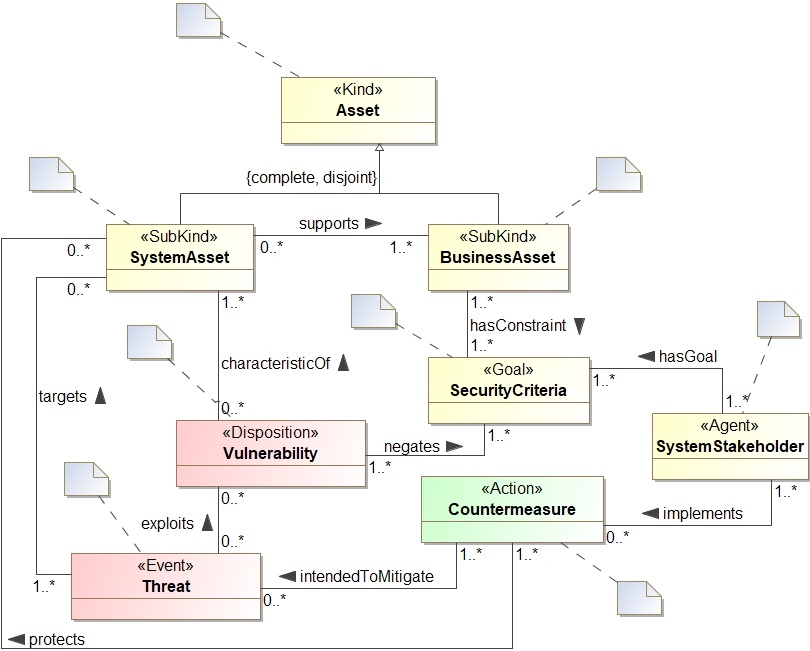 «Kind»
Asset
{complete, disjoint}
«SubKind»
SystemAsset
0..*
0..*
supports
0..*
1..*
«SubKind»
BusinessAsset
1..*
1..*
hasConstraint
1..*
characteristicOf
0..*
targets
«Goal»
SecurityCriteria
1..*
hasGoal
1..*
«Agent»
SystemStakeholder
«Disposition»
Vulnerability
1..*
negates
1..*
«Action»
Countermeasure
1..*
implements
0..*
0..*
exploits
0..*
«Event»
Threat
1..*
0..*
intendedToMitigate
1..*
1..*
protects